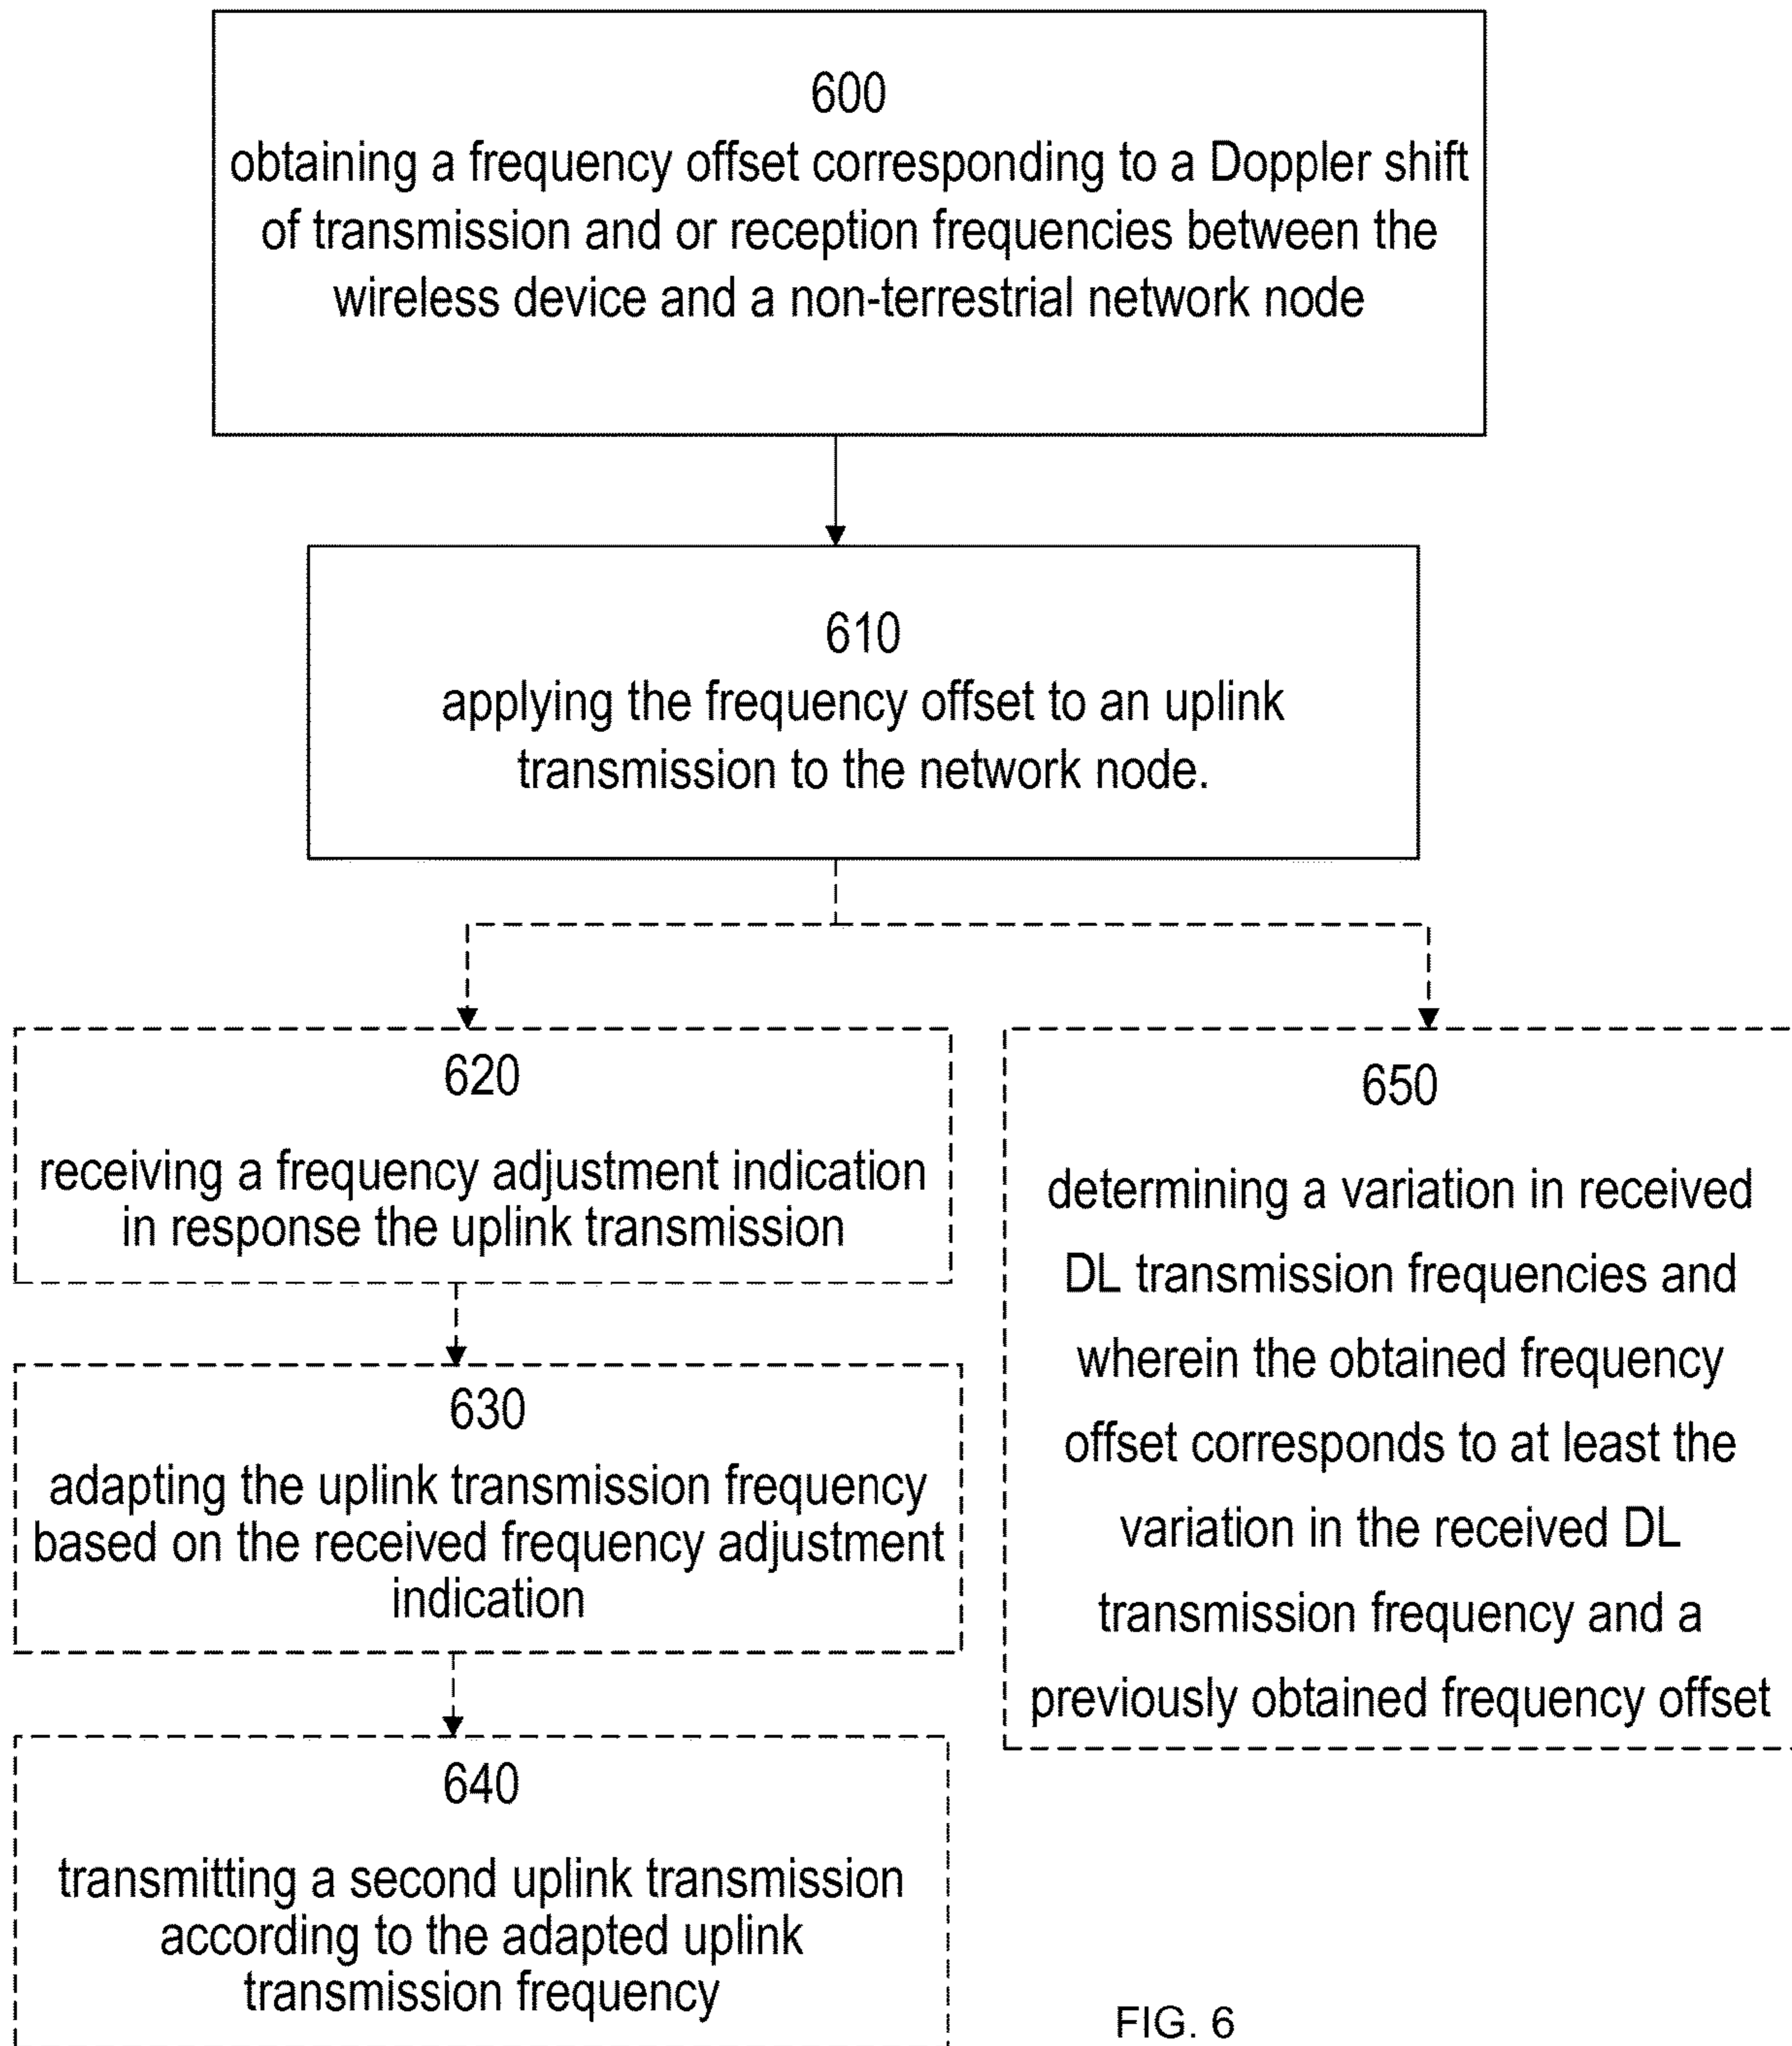 600
obtaining a frequency offset corresponding to a Doppler shift
of transmission and or reception frequencies between the
wireless device and a non-terrestrial network node
610
applying the frequency offset to an uplink
transmission to the network node.
620
receiving a frequency adjustment indication
in response the uplink transmission
630
adapting the uplink transmission frequency
based on the received frequency adjustment
indication
640
transmitting a second uplink transmission
according to the adapted uplink
transmission frequency
650
determining a variation in received
DL transmission frequencies and
wherein the obtained frequency
offset corresponds to at least the
variation in the received DL
transmission frequency and a
previously obtained frequency offset
FIG. 6